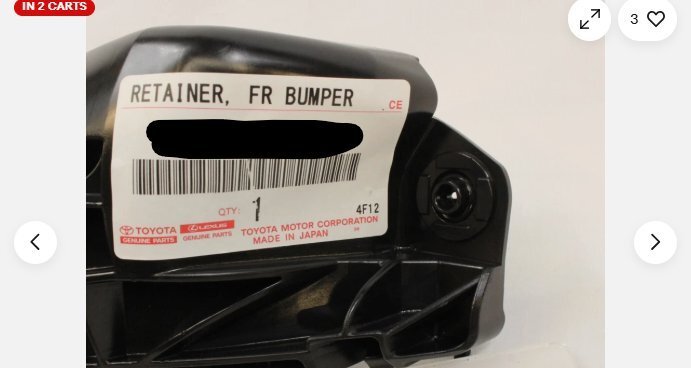 IN 2 CARTS
3
RETAINER, FR BUMPER
CE
QTY: 1
4F12
TOYOTA LEXUS TOYOTA MOTOR CORPORATION
GENUINE PARTS GENUINE PARTS MADE IN JAPAN